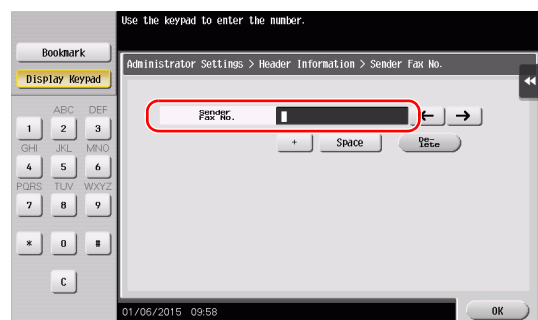 Use the keypad to enter the number.
Bookmark
Display Keypad
Administrator Settings > Header Information > Sender Fax No.
ABC DEF
1 2 3
GHI JKL MNO
4 5 6
PQRS TUV WXYZ
7 8 9
* 0 #
C
Sender
Fax No.
← →
+ Space De-
lete
01/06/2015 09:58
OK